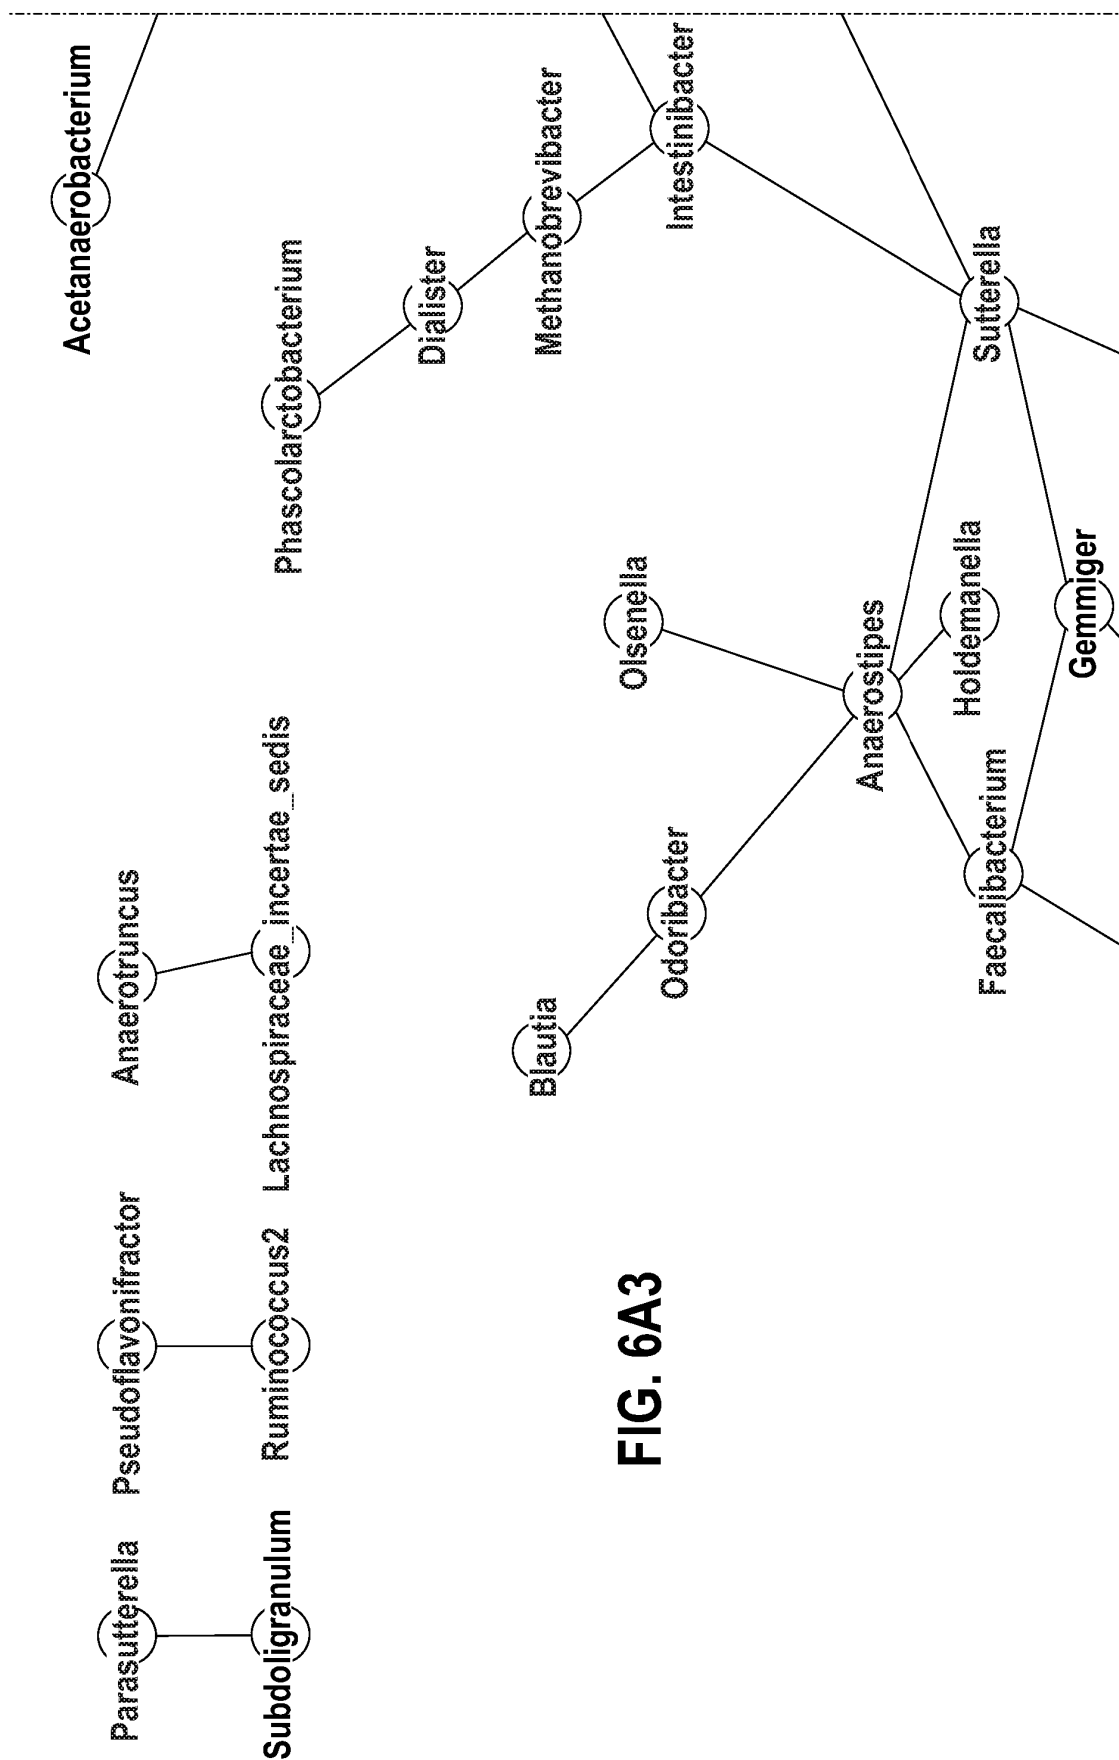 Acetanaerobacterium
Phascolarctobacterium
Dialister
Methanobrevibacter
Intestinibacter
Sutterella
Olsenella
Anaerostipes
Holdemanella
Gemmiger
Anaerotruncus
Lachnospiraceae_incertae_sedis
Blautia
Odoribacter
Faecalibacterium
Pseudoflavonifractor
Ruminococcus2
Parasutterella
Subdoligranulum
FIG. 6A3